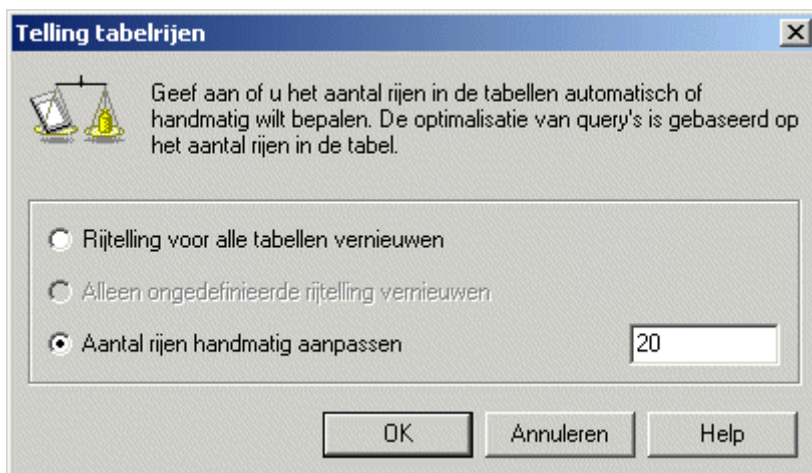 Telling tabelrijen
Geef aan of u het aantal rijen in de tabellen automatisch of
handmatig wilt bepalen. De optimalisatie van query's is gebaseerd op
het aantal rijen in de tabel.
Rijtelling voor alle tabellen vernieuwen
Alleen ongedefinieerde rijtelling vernieuwen
Aantal rijen handmatig aanpassen 20
OK Annuleren Help